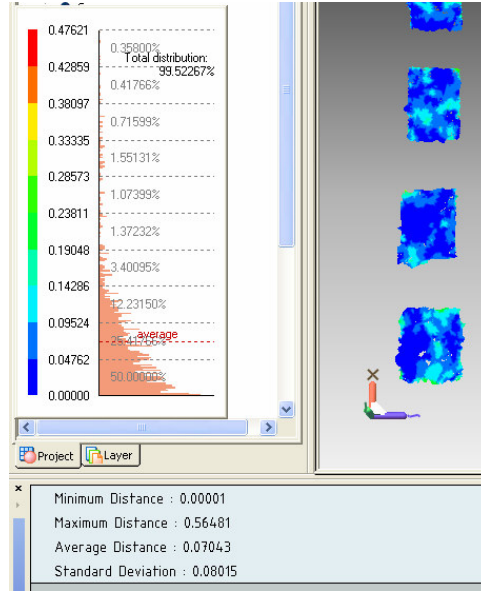 0.47621
0.35800%
Total distribution:
99.52267%
0.42859
0.41766%
0.38097
0.71599%
0.33335
1.55131%
0.28573
1.07399%
0.23811
1.37232%
0.19048
3.40095%
0.14286
12.23150%
0.09524
average
0.04762
50.00000%
0.00000
Project
Layer
Minimum Distance : 0.00001
Maximum Distance : 0.56481
Average Distance : 0.07043
Standard Deviation : 0.08015